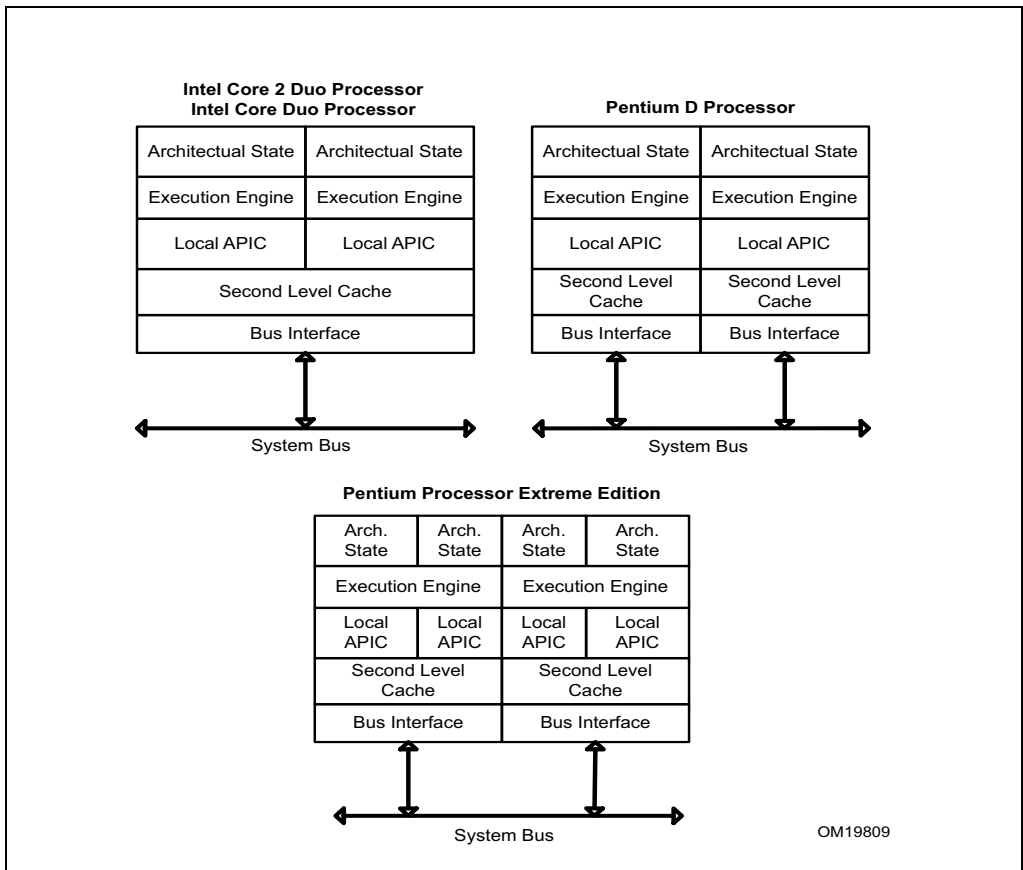 Intel Core 2 Duo Processor
Intel Core Duo Processor
Architectual State Architectual State
Execution Engine Execution Engine
Local APIC Local APIC
Second Level Cache
Bus Interface
System Bus
Pentium D Processor
Architectual State Architectual State
Execution Engine Execution Engine
Local APIC Local APIC
Second Level Second Level
Cache Cache
Bus Interface Bus Interface
System Bus
Pentium Processor Extreme Edition
Arch. Arch. Arch. Arch.
State State State State
Execution Engine Execution Engine
Local Local Local Local
APIC APIC APIC APIC
Second Level Second Level
Cache Cache
Bus Interface Bus Interface
System Bus
OM19809